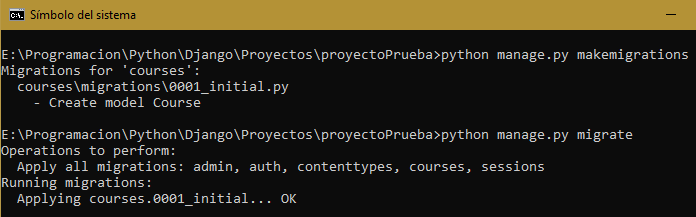 Símbolo del sistema
E:\Programacion\Python\Django\Proyectos\proyectoPrueba>python manage.py makemigrations
Migrations for 'courses':
  courses\migrations\0001_initial.py
    - Create model Course
E:\Programacion\Python\Django\Proyectos\proyectoPrueba>python manage.py migrate
Operations to perform:
  Apply all migrations: admin, auth, contenttypes, courses, sessions
Running migrations:
  Applying courses.0001_initial... OK